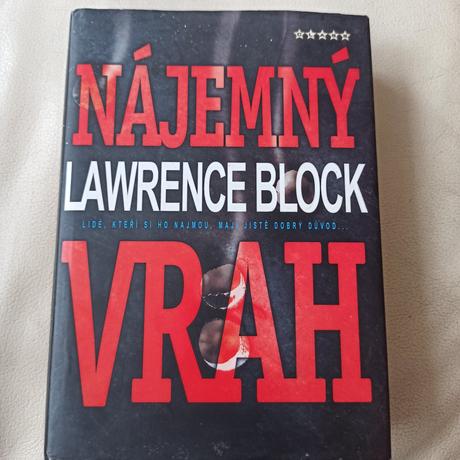 NÁJEMNÝ
LAWRENCE BLOCK
LIDÉ, KTEŘÍ SI HO NAJMOU, MAJÍ JISTĚ DOBRÝ DŮVOD...
VRAH